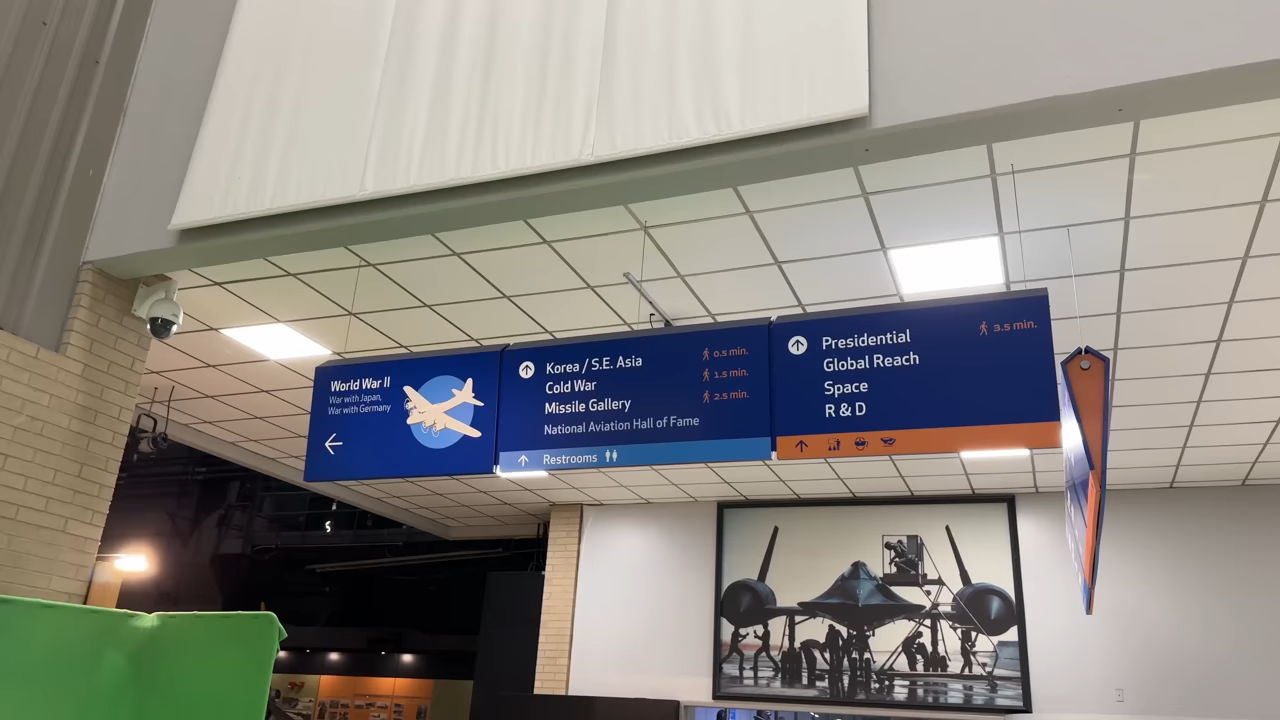 World War II
War with Japan,
War with Germany
Korea / S.E. Asia
0.5 min.
Cold War
1.5 min.
Missile Gallery
2.5 min.
National Aviation Hall of Fame
Restrooms
Presidential
3.5 min.
Global Reach
Space
R & D